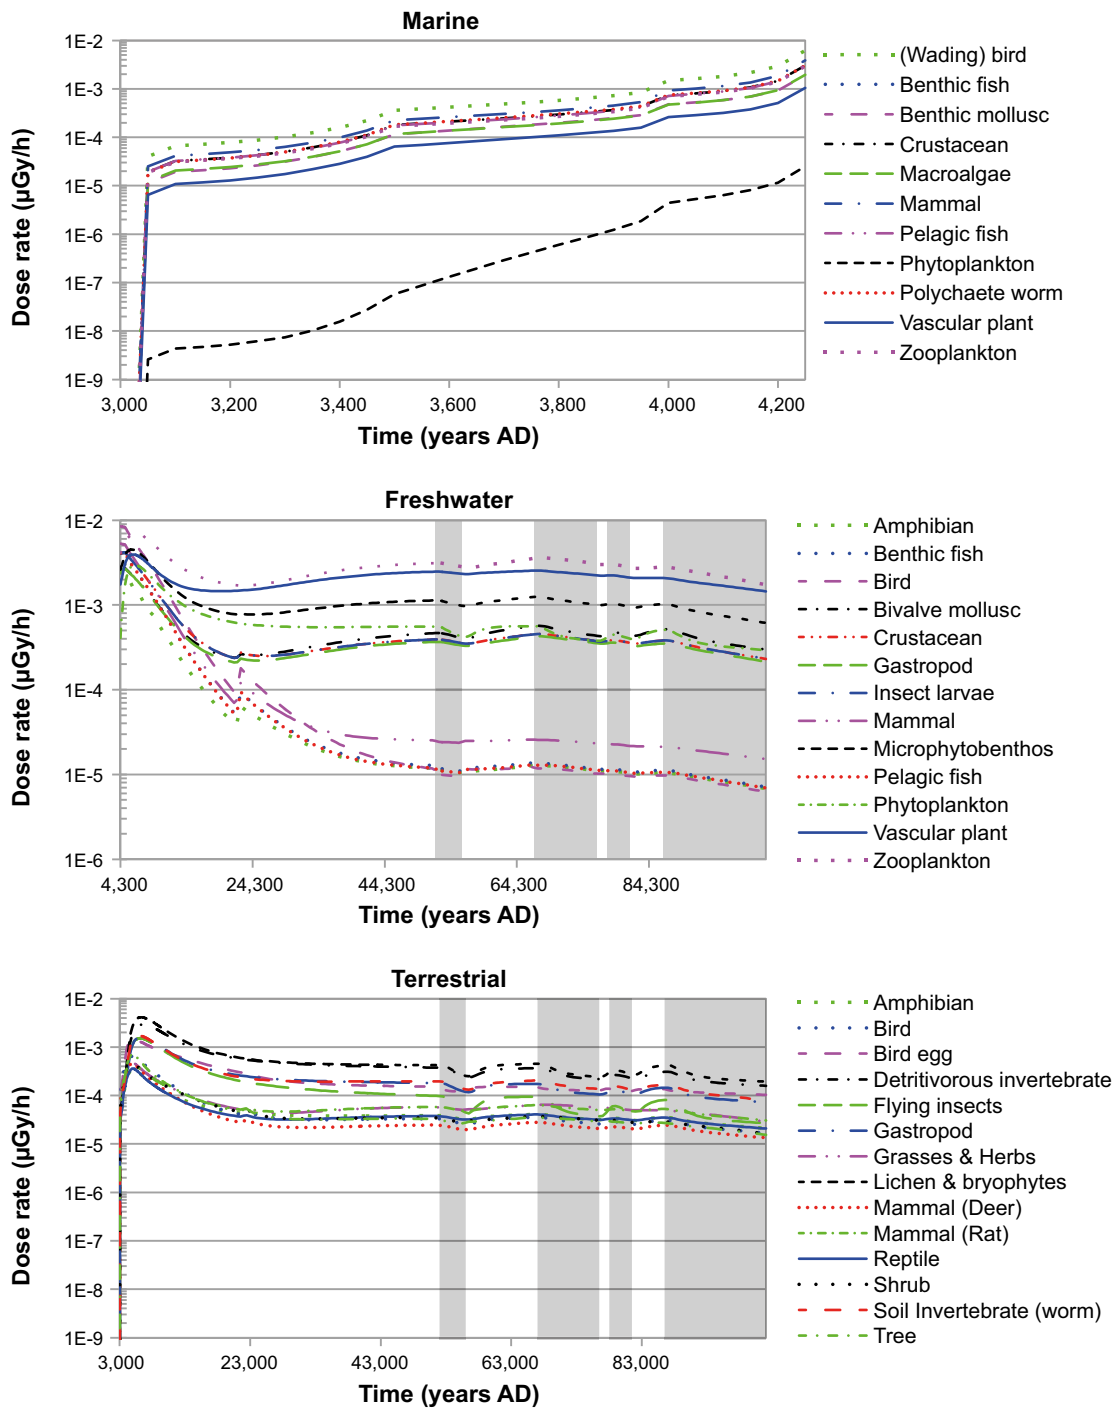 Marine
Dose rate (µGy/h)
1E-2
1E-3
1E-4
1E-5
1E-6
1E-7
1E-8
1E-9
3,000 3,200 3,400 3,600 3,800 4,000 4,200
Time (years AD)
(Wading) bird
Benthic fish
Benthic mollusc
Crustacean
Macroalgae
Mammal
Pelagic fish
Phytoplankton
Polychaete worm
Vascular plant
Zooplankton
Freshwater
Dose rate (µGy/h)
1E-2
1E-3
1E-4
1E-5
1E-6
4,300 24,300 44,300 64,300 84,300
Time (years AD)
Amphibian
Benthic fish
Bird
Bivalve mollusc
Crustacean
Gastropod
Insect larvae
Mammal
Microphytobenthos
Pelagic fish
Phytoplankton
Vascular plant
Zooplankton
Terrestrial
Dose rate (µGy/h)
1E-2
1E-3
1E-4
1E-5
1E-6
1E-7
1E-8
1E-9
3,000 23,000 43,000 63,000 83,000
Time (years AD)
Amphibian
Bird
Bird egg
Detritivorous invertebrate
Flying insects
Gastropod
Grasses & Herbs
Lichen & bryophytes
Mammal (Deer)
Mammal (Rat)
Reptile
Shrub
Soil Invertebrate (worm)
Tree